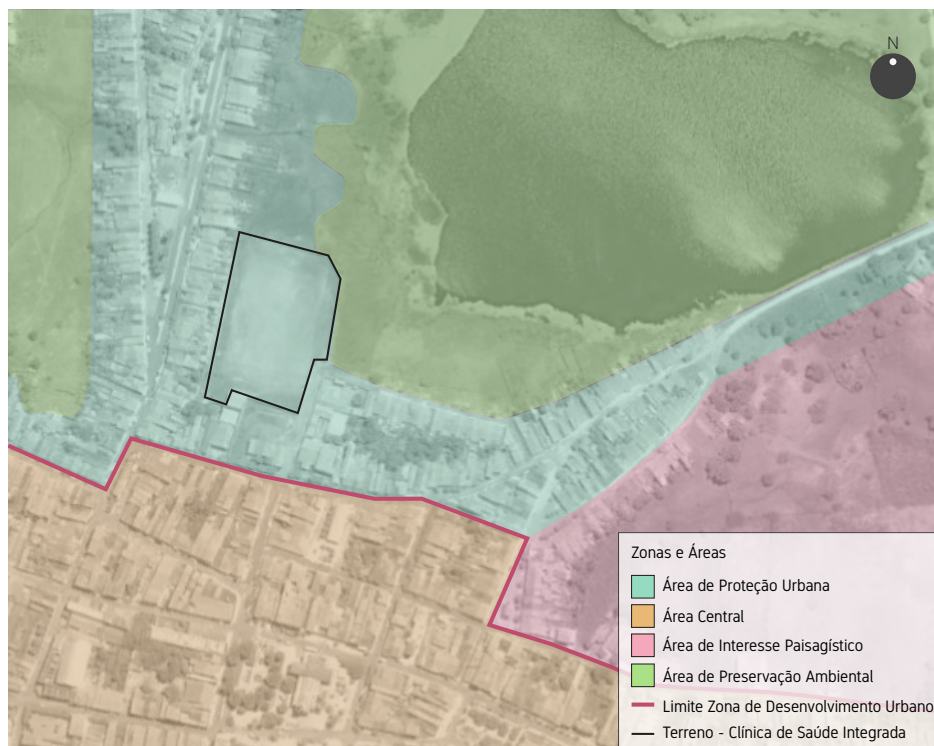 N
Zonas e Áreas
Área de Proteção Urbana
Área Central
Área de Interesse Paisagístico
Área de Preservação Ambiental
Limite Zona de Desenvolvimento Urbano
Terreno - Clínica de Saúde Integrada